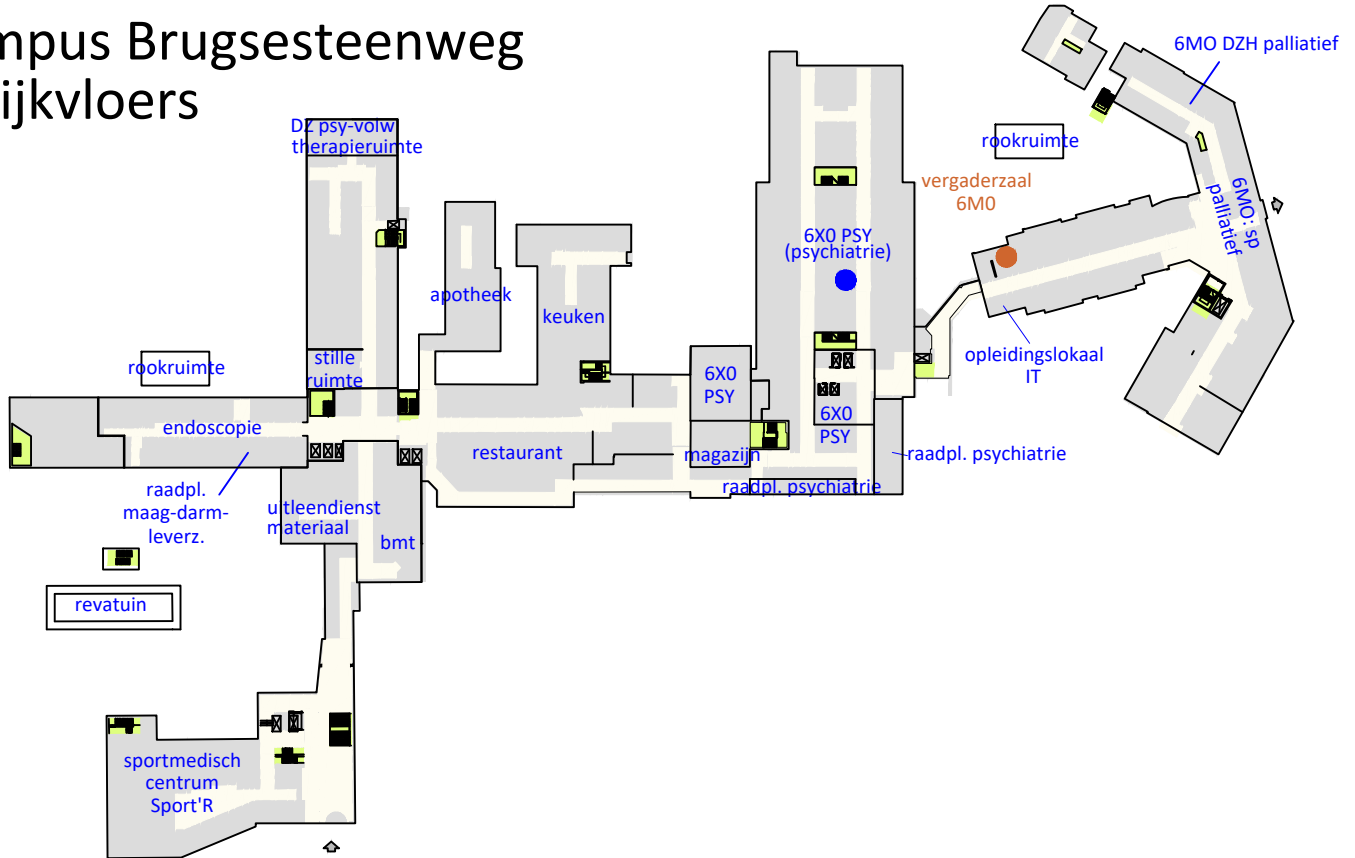 mpus Brugsesteenweg
ijkvloers
6MO DZH palliatief
DZ psy-volw
therapieruimte
rookruimte
vergaderzaal
6M0
6MO: sp
palliatief
6X0 PSY
(psychiatrie)
apotheek
keuken
opleidingslokaal
IT
stille
ruimte
rookruimte
6X0
PSY
6X0
PSY
endoscopie
restaurant
magazijn
raadpl. psychiatrie
raadpl. psychiatrie
raadpl.
maag-darm-
leverz.
uitleendienst
materiaal
bmt
revatuin
sportmedisch
centrum
Sport'R